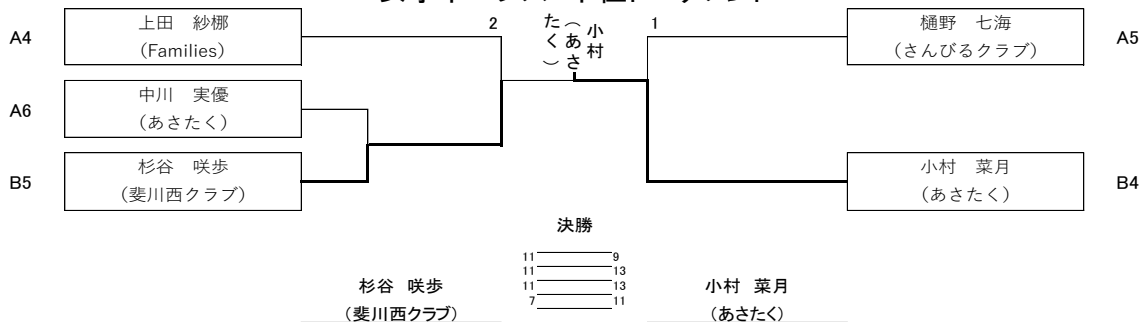 A4
上田 紗梛
(Families)
A6
中川 実優
(あさたく)
B5
杉谷 咲歩
(斐川西クラブ)
2
小村
(あさたく)
1
樋野 七海
(さんびるクラブ)
A5
小村 菜月
(あさたく)
B4
決勝
11 9
11 13
11 13
7 11
杉谷 咲歩
(斐川西クラブ)
小村 菜月
(あさたく)